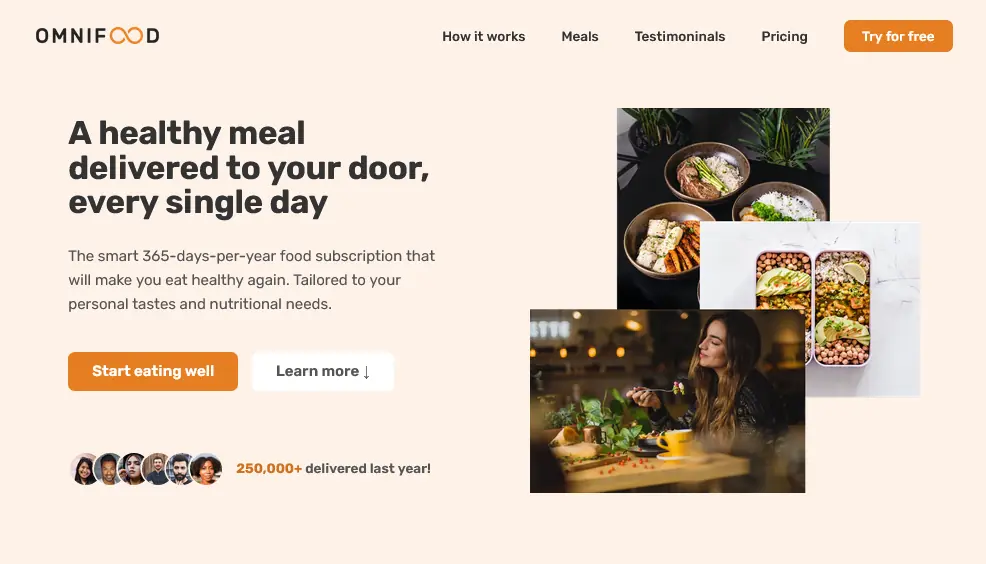 OMNIFOOD
How it works
Meals
Testimoninals
Pricing
Try for free
A healthy meal
delivered to your door,
every single day
The smart 365-days-per-year food subscription that
will make you eat healthy again. Tailored to your
personal tastes and nutritional needs.
Start eating well
Learn more ↓
250,000+ delivered last year!